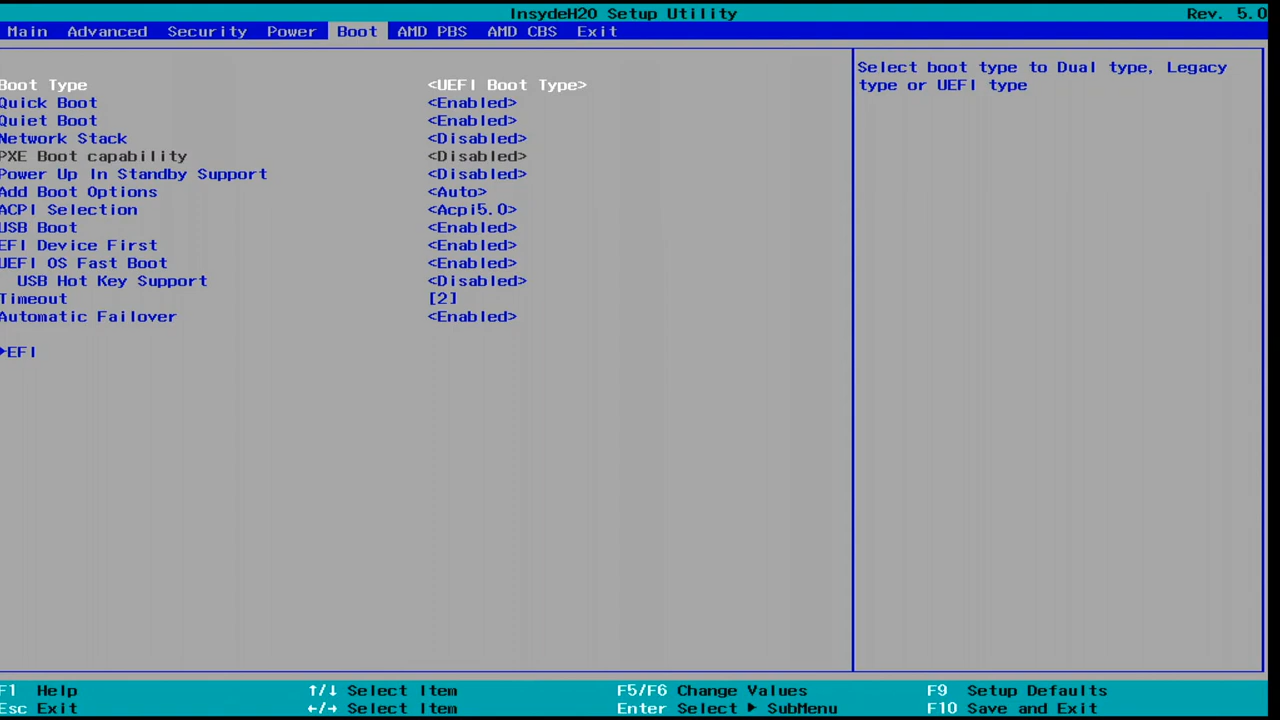 InsydeH20 Setup Utility Rev. 5.0
Main Advanced Security Power Boot AMD PBS AMD CBS Exit
Boot Type <UEFI Boot Type>
Quick Boot <Enabled>
Quiet Boot <Enabled>
Network Stack <Disabled>
PXE Boot capability <Disabled>
Power Up In Standby Support <Disabled>
Add Boot Options <Auto>
ACPI Selection <Acpi5.0>
USB Boot <Enabled>
EFI Device First <Enabled>
UEFI OS Fast Boot <Enabled>
USB Hot Key Support <Disabled>
Timeout [2]
Automatic Failover <Enabled>
▶EFI
Select boot type to Dual type, Legacy
type or UEFI type
F1 Help ↑/↓ Select Item F5/F6 Change Values F9 Setup Defaults
Esc Exit ←/→ Select Item Enter Select ▶ SubMenu F10 Save and Exit